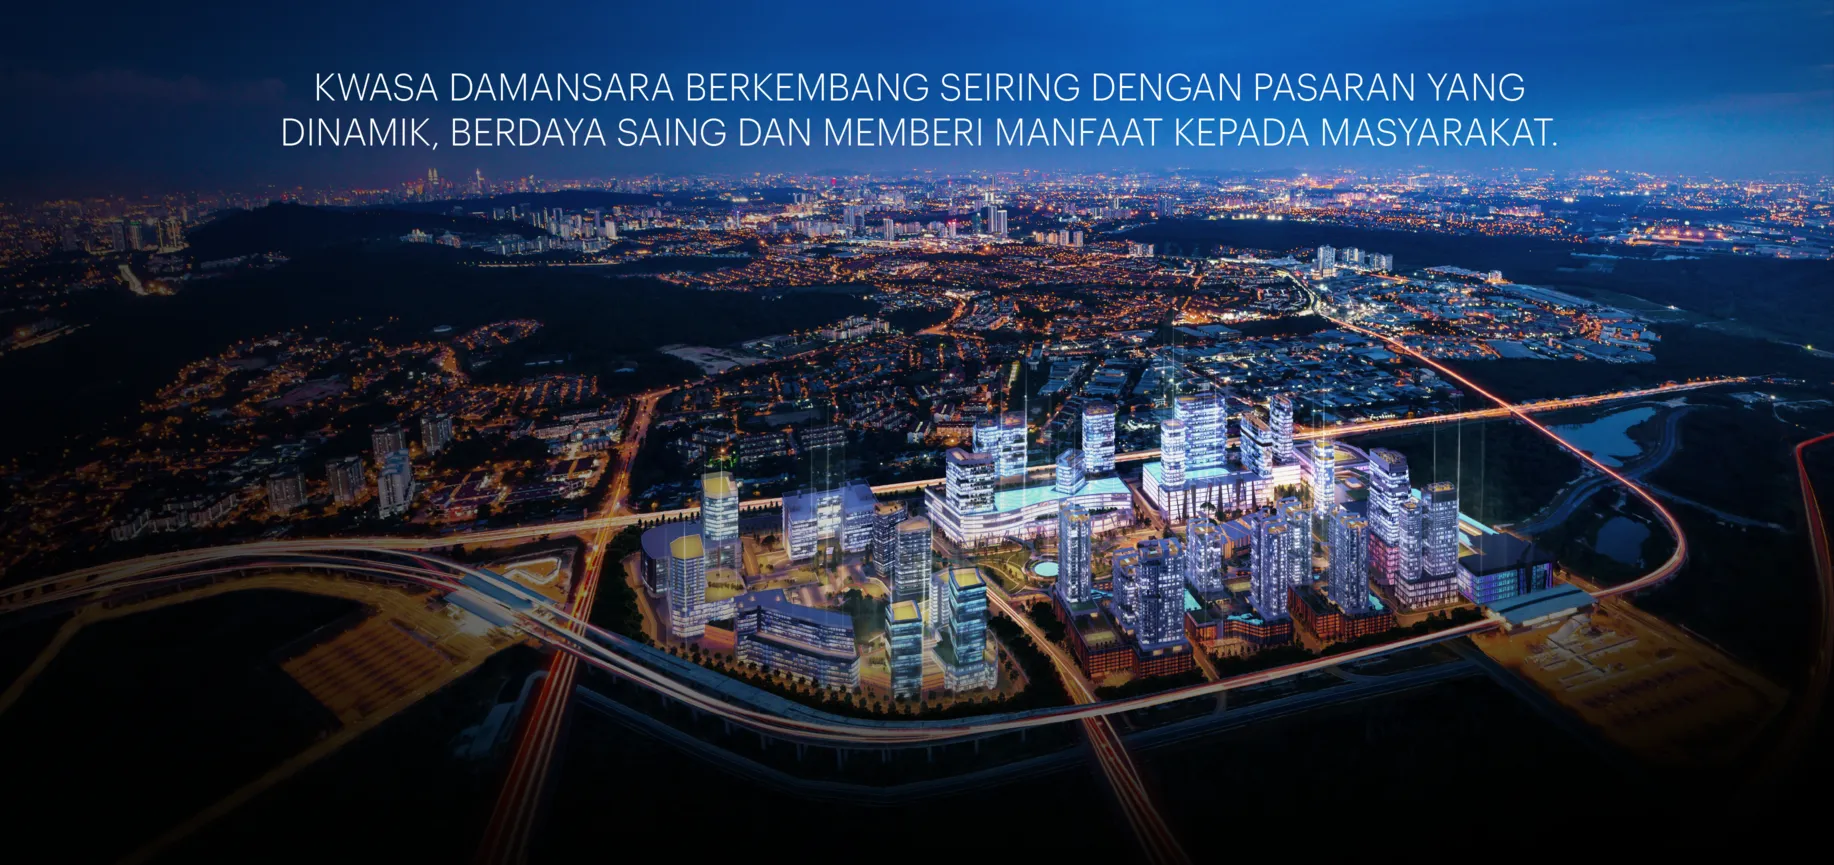 KWASA DAMANSARA BERKEMBANG SEIRING DENGAN PASARAN YANG
DINAMIK, BERDAYA SAING DAN MEMBERI MANFAAT KEPADA MASYARAKAT.